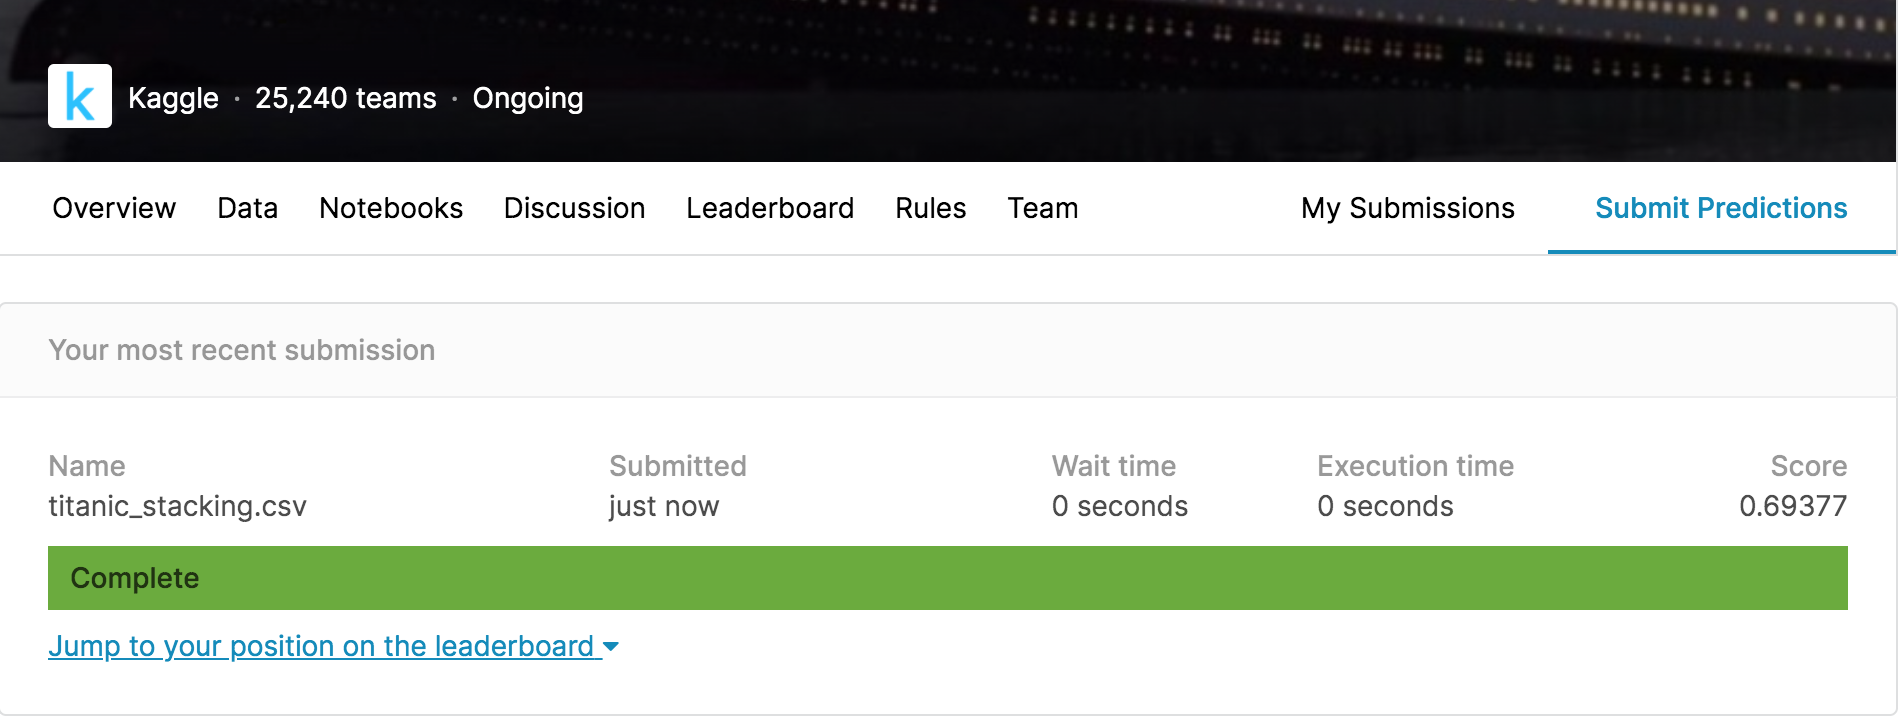 k
Kaggle · 25,240 teams · Ongoing
Overview Data Notebooks Discussion Leaderboard Rules Team My Submissions Submit Predictions
Your most recent submission
Name Submitted Wait time Execution time Score
titanic_stacking.csv just now 0 seconds 0 seconds 0.69377
Complete
Jump to your position on the leaderboard